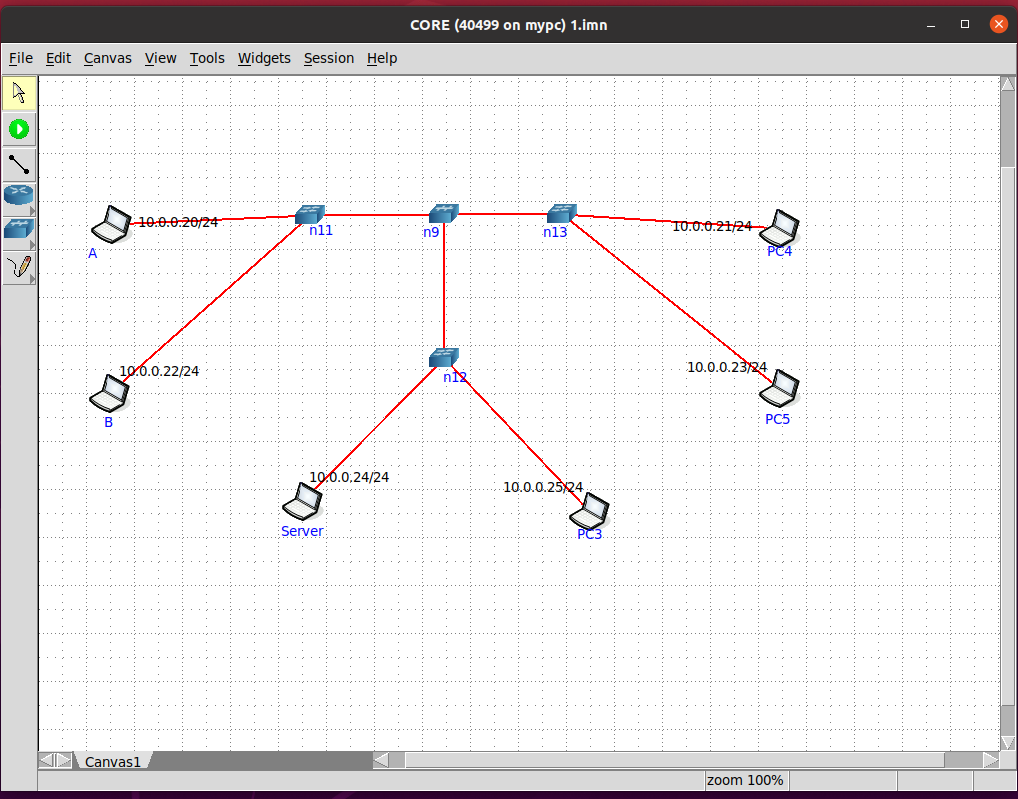 CORE (40499 on mypc) 1.imn
File Edit Canvas View Tools Widgets Session Help
10.0.0.20/24
A
n11
n9
n13
10.0.0.21/24
PC4
10.0.0.22/24
B
n12
10.0.0.23/24
PC5
10.0.0.24/24
Server
10.0.0.25/24
PC3
Canvas1
zoom 100%